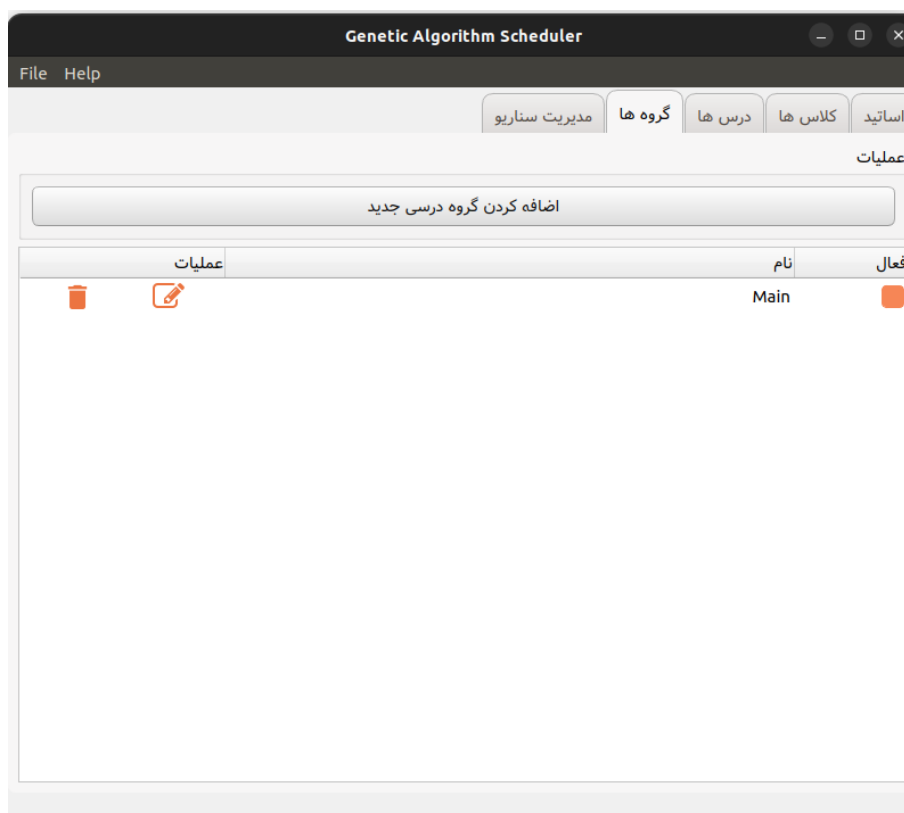 Genetic Algorithm Scheduler
File Help
اساتید کلاس ها درس ها گروه ها مدیریت سناریو
عملیات
اضافه کردن گروه درسی جدید
فعال نام عملیات
Main